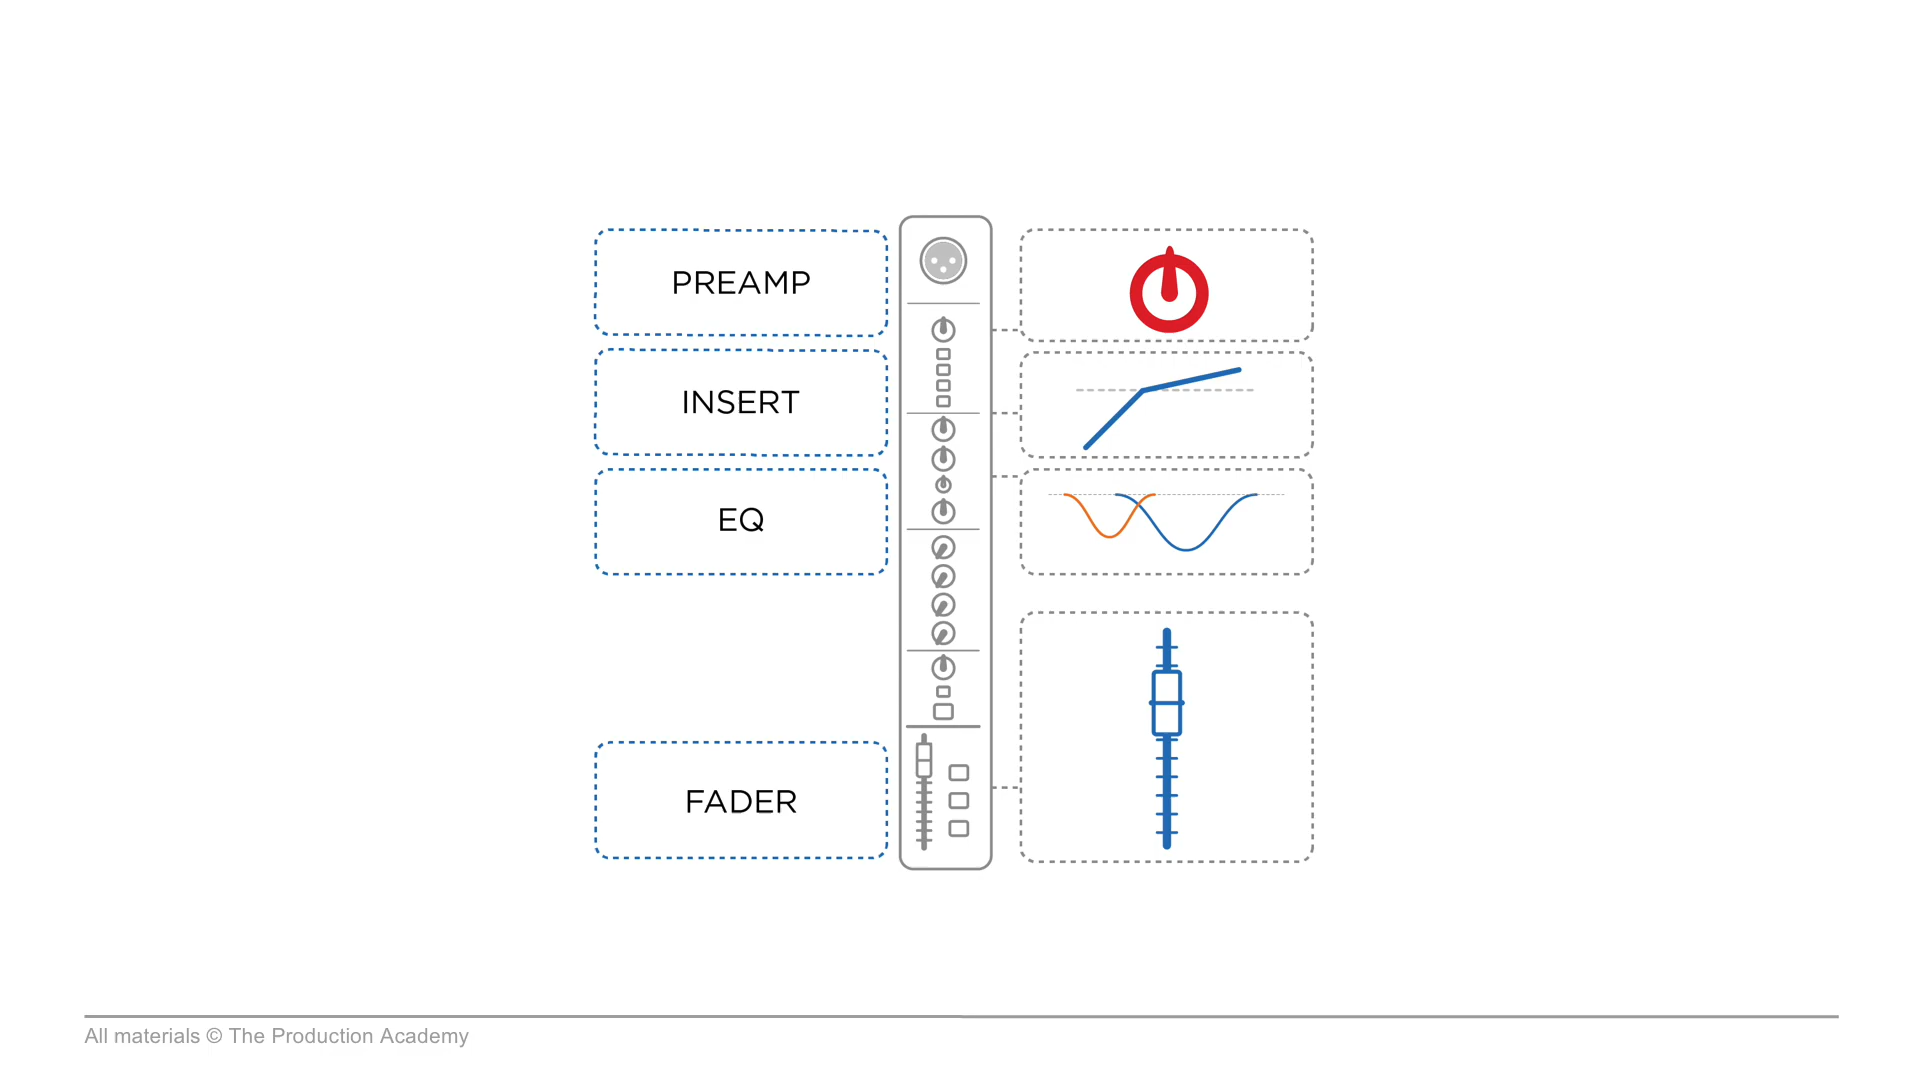 PREAMP
INSERT
EQ
FADER
All materials © The Production Academy